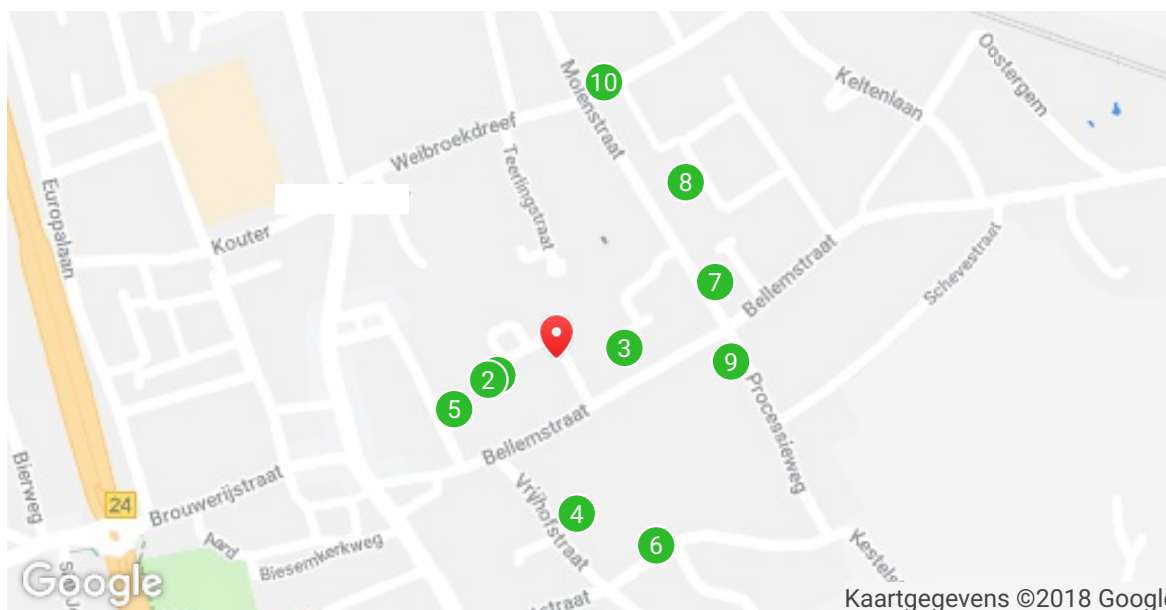 10
Molenstraat
Keltenlaan
Oostergem
Weibroekdreef
Teerlingstraat
8
Europalaan
Kouter
7
Bellemstraat
Schevestraat
3
9
2
5
Bellemstraat
Processieweg
Bierweg
24
Brouwerijstraat
Vrijhofstraat
4
Aard
Biesemkerkweg
6
Google
Kaartgegevens ©2018 Google